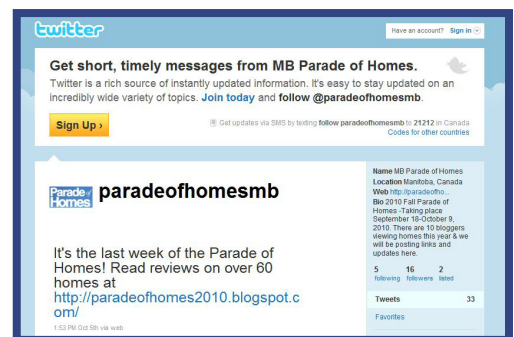 twitter
Have an account? Sign in
Get short, timely messages from MB Parade of Homes.
Twitter is a rich source of instantly updated information. It's easy to stay updated on an
incredibly wide variety of topics. Join today and follow @paradeofhomesmb.
Sign Up ›
Get updates via SMS by texting follow paradeofhomesmb to 21212 in Canada
Codes for other countries
Parade of
Homes
paradeofhomesmb
It's the last week of the Parade of
Homes! Read reviews on over 60
homes at
http://paradeofhomes2010.blogspot.c
om/
1:53 PM Oct 5th via web
Name MB Parade of Homes
Location Manitoba, Canada
Web http://paradeofho...
Bio 2010 Fall Parade of
Homes -Taking place
September 18-October 9,
2010. There are 10 bloggers
viewing homes this year & we
will be posting links and
updates here.
5 16 2
following followers listed
Tweets 33
Favorites